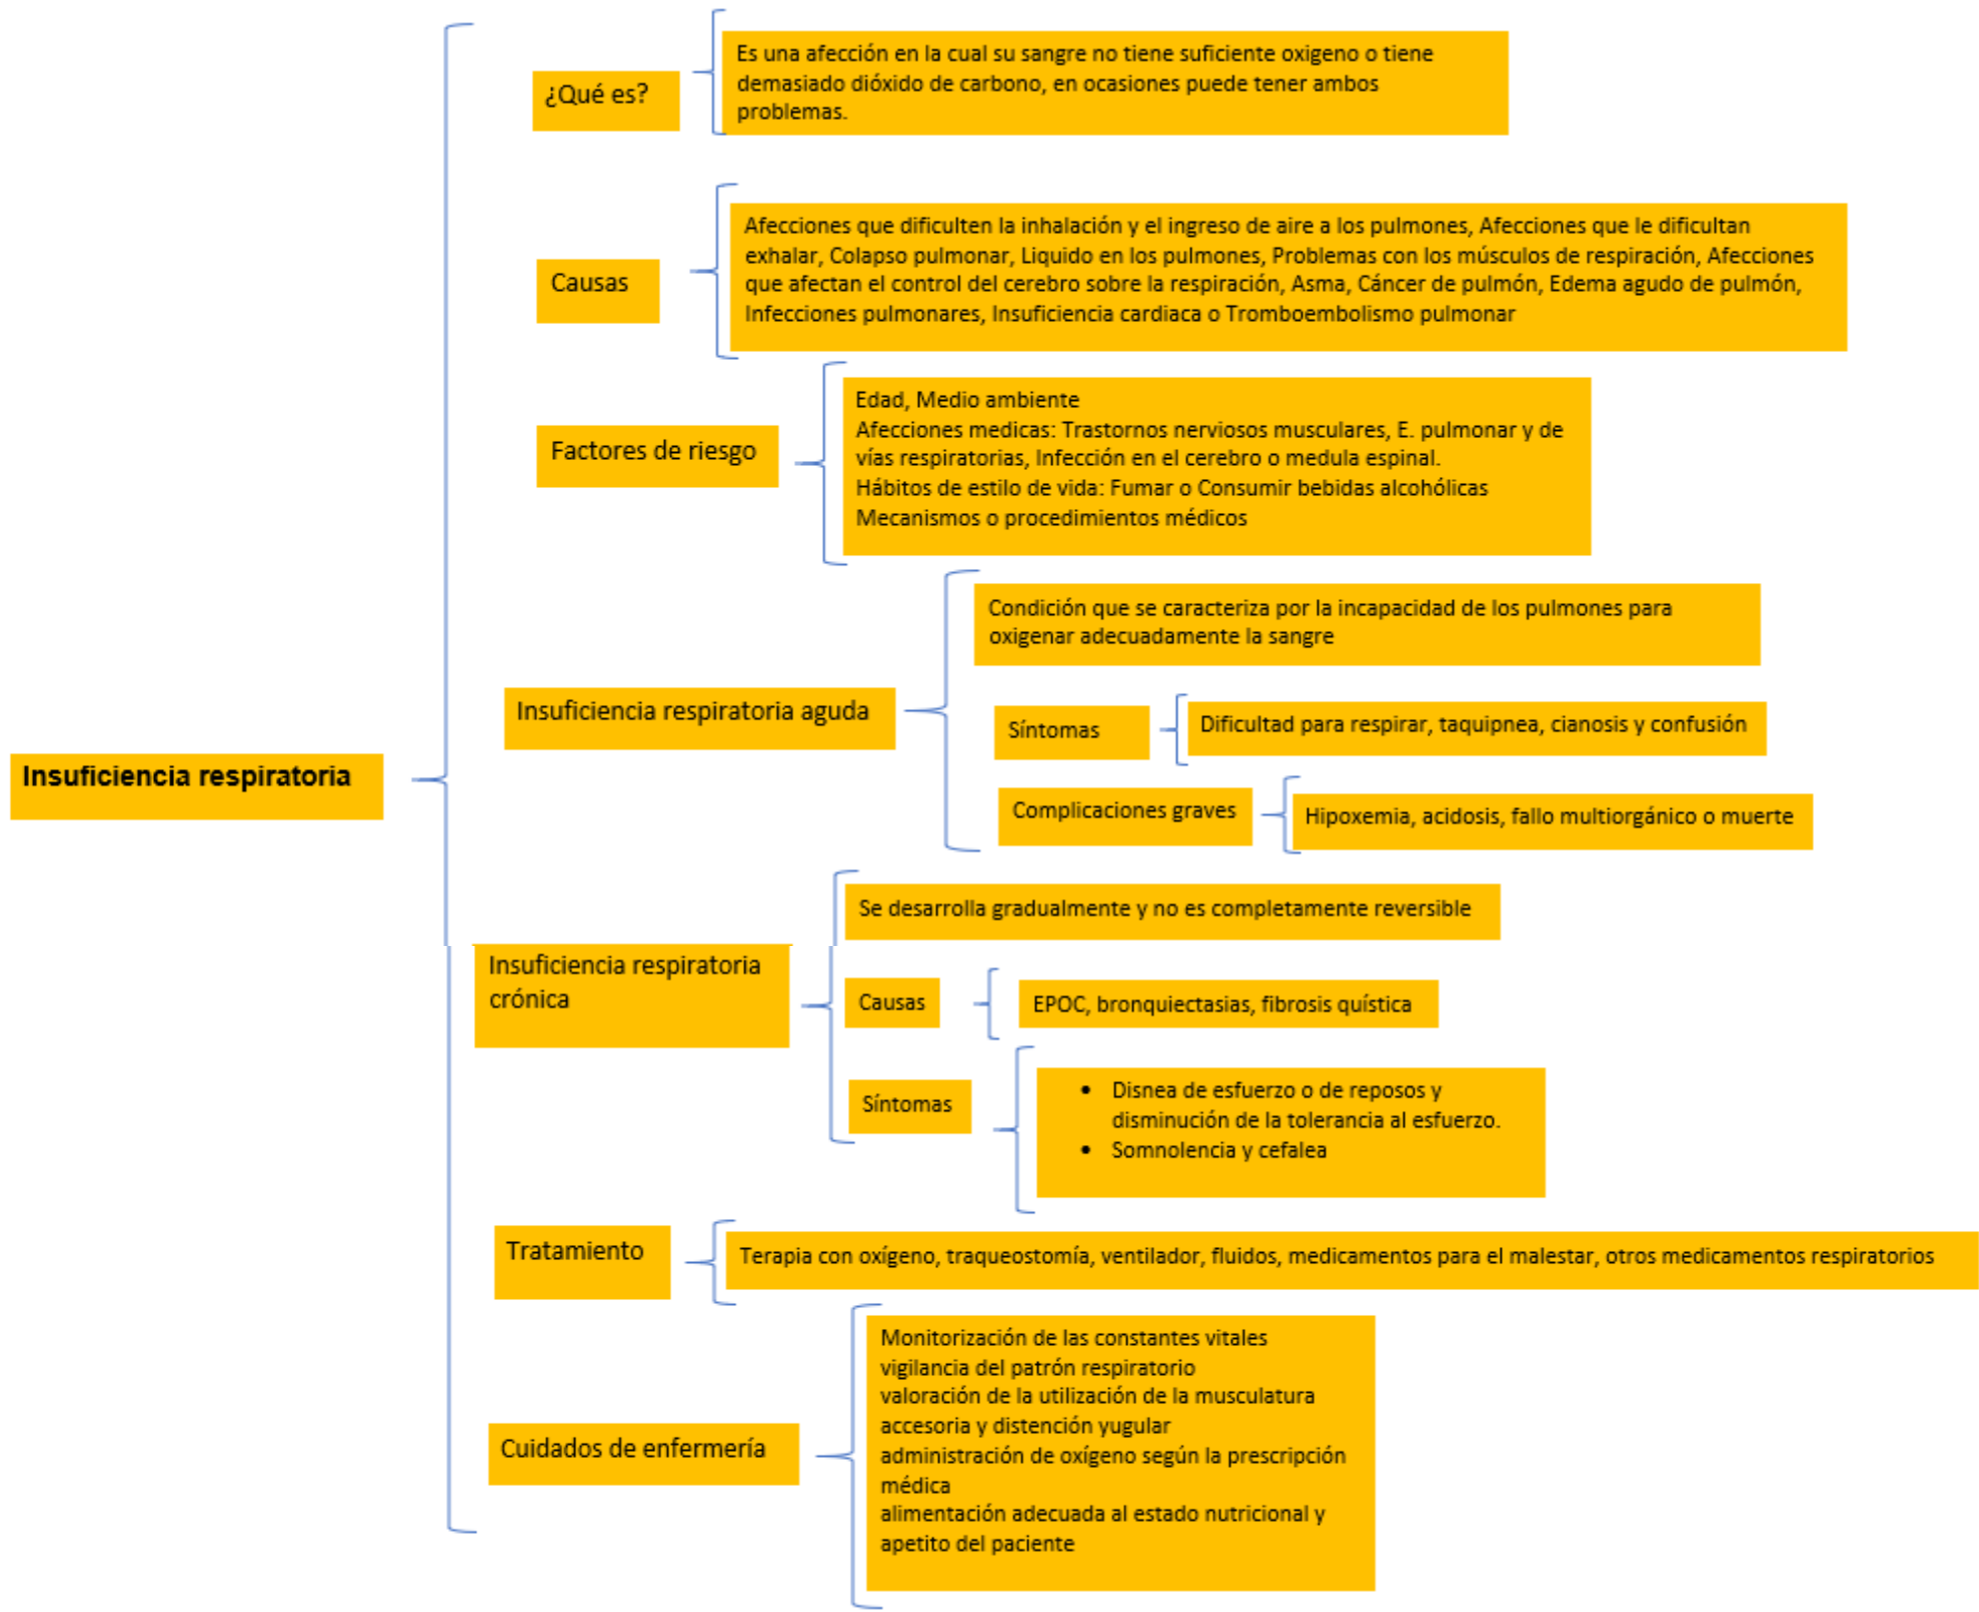 ¿Qué es?
Es una afección en la cual su sangre no tiene suficiente oxigeno o tiene
demasiado dióxido de carbono, en ocasiones puede tener ambos
problemas.
Causas
Afecciones que dificulten la inhalación y el ingreso de aire a los pulmones, Afecciones que le dificultan
exhalar, Colapso pulmonar, Liquido en los pulmones, Problemas con los músculos de respiración, Afecciones
que afectan el control del cerebro sobre la respiración, Asma, Cáncer de pulmón, Edema agudo de pulmón,
Infecciones pulmonares, Insuficiencia cardiaca o Tromboembolismo pulmonar
Factores de riesgo
Edad, Medio ambiente
Afecciones medicas: Trastornos nerviosos musculares, E. pulmonar y de
vías respiratorias, Infección en el cerebro o medula espinal.
Hábitos de estilo de vida: Fumar o Consumir bebidas alcohólicas
Mecanismos o procedimientos médicos
Insuficiencia respiratoria
Insuficiencia respiratoria aguda
Condición que se caracteriza por la incapacidad de los pulmones para
oxigenar adecuadamente la sangre
Síntomas
Dificultad para respirar, taquipnea, cianosis y confusión
Complicaciones graves
Hipoxemia, acidosis, fallo multiorgánico o muerte
Insuficiencia respiratoria
crónica
Se desarrolla gradualmente y no es completamente reversible
Causas
EPOC, bronquiectasias, fibrosis quística
Síntomas
• Disnea de esfuerzo o de reposos y
disminución de la tolerancia al esfuerzo.
• Somnolencia y cefalea
Tratamiento
Terapia con oxígeno, traqueostomía, ventilador, fluidos, medicamentos para el malestar, otros medicamentos respiratorios
Cuidados de enfermería
Monitorización de las constantes vitales
vigilancia del patrón respiratorio
valoración de la utilización de la musculatura
accesoria y distención yugular
administración de oxígeno según la prescripción
médica
alimentación adecuada al estado nutricional y
apetito del paciente